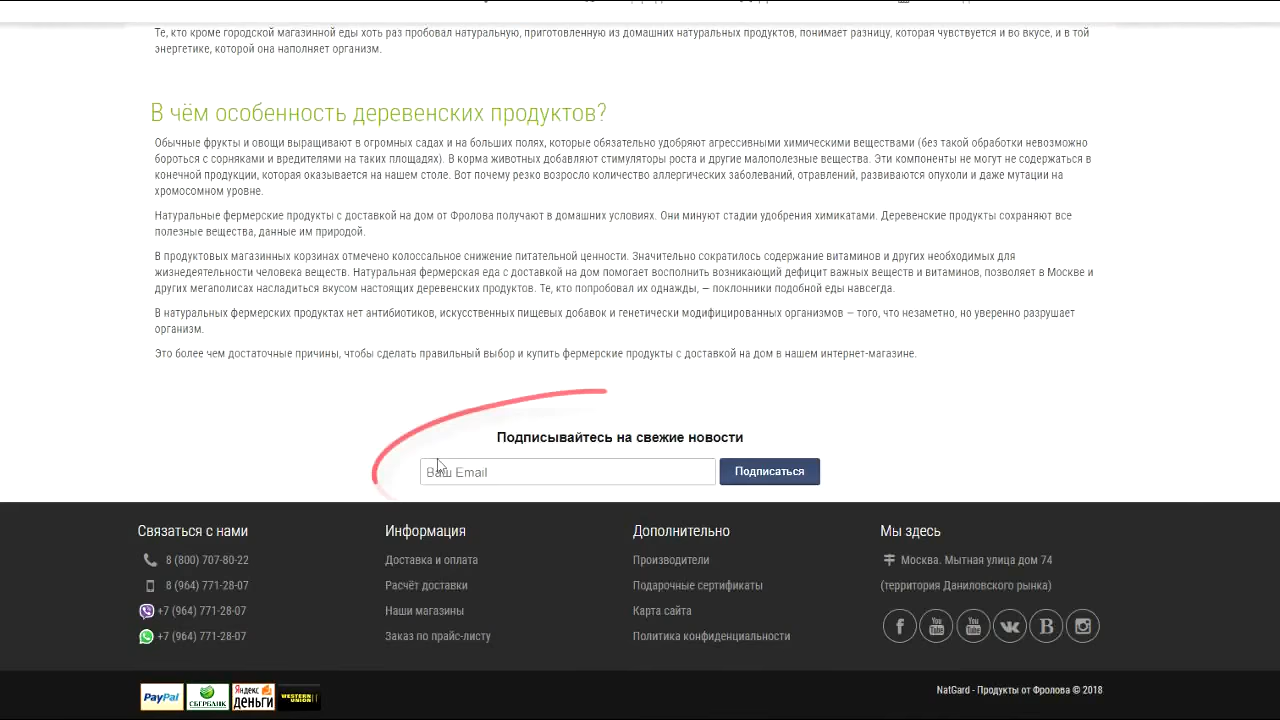 Те, кто кроме городской магазинной еды хоть раз пробовал натуральную, приготовленную из домашних натуральных продуктов, понимает разницу, которая чувствуется и во вкусе, и в той
энергетике, которой она наполняет организм.
В чём особенность деревенских продуктов?
Обычные фрукты и овощи выращивают в огромных садах и на больших полях, которые обязательно удобряют агрессивными химическими веществами (без такой обработки невозможно
бороться с сорняками и вредителями на таких площадях). В корма животных добавляют стимуляторы роста и другие малополезные вещества. Эти компоненты не могут не содержаться в
конечной продукции, которая оказывается на нашем столе. Вот почему резко возросло количество аллергических заболеваний, отравлений, развиваются опухоли и даже мутации на
хромосомном уровне.
Натуральные фермерские продукты с доставкой на дом от Фролова получают в домашних условиях. Они минуют стадии удобрения химикатами. Деревенские продукты сохраняют все
полезные вещества, данные им природой.
В продуктовых магазинных корзинах отмечено колоссальное снижение питательной ценности. Значительно сократилось содержание витаминов и других необходимых для
жизнедеятельности человека веществ. Натуральная фермерская еда с доставкой на дом помогает восполнить возникающий дефицит важных веществ и витаминов, позволяет в Москве и
других мегаполисах насладиться вкусом настоящих деревенских продуктов. Те, кто попробовал их однажды, — поклонники подобной еды навсегда.
В натуральных фермерских продуктах нет антибиотиков, искусственных пищевых добавок и генетически модифицированных организмов — того, что незаметно, но уверенно разрушает
организм.
Это более чем достаточные причины, чтобы сделать правильный выбор и купить фермерские продукты с доставкой на дом в нашем интернет-магазине.
Подписывайтесь на свежие новости
Ваш Email
Подписаться
Связаться с нами
8 (800) 707-80-22
8 (964) 771-28-07
+7 (964) 771-28-07
+7 (964) 771-28-07
Информация
Доставка и оплата
Расчёт доставки
Наши магазины
Заказ по прайс-листу
Дополнительно
Производители
Подарочные сертификаты
Карта сайта
Политика конфиденциальности
Мы здесь
Москва. Мытная улица дом 74
(территория Даниловского рынка)
f You Tube You Tube B
PayPal СБЕРБАНК Яндекс деньги WESTERN UNION
NatGard - Продукты от Фролова © 2018